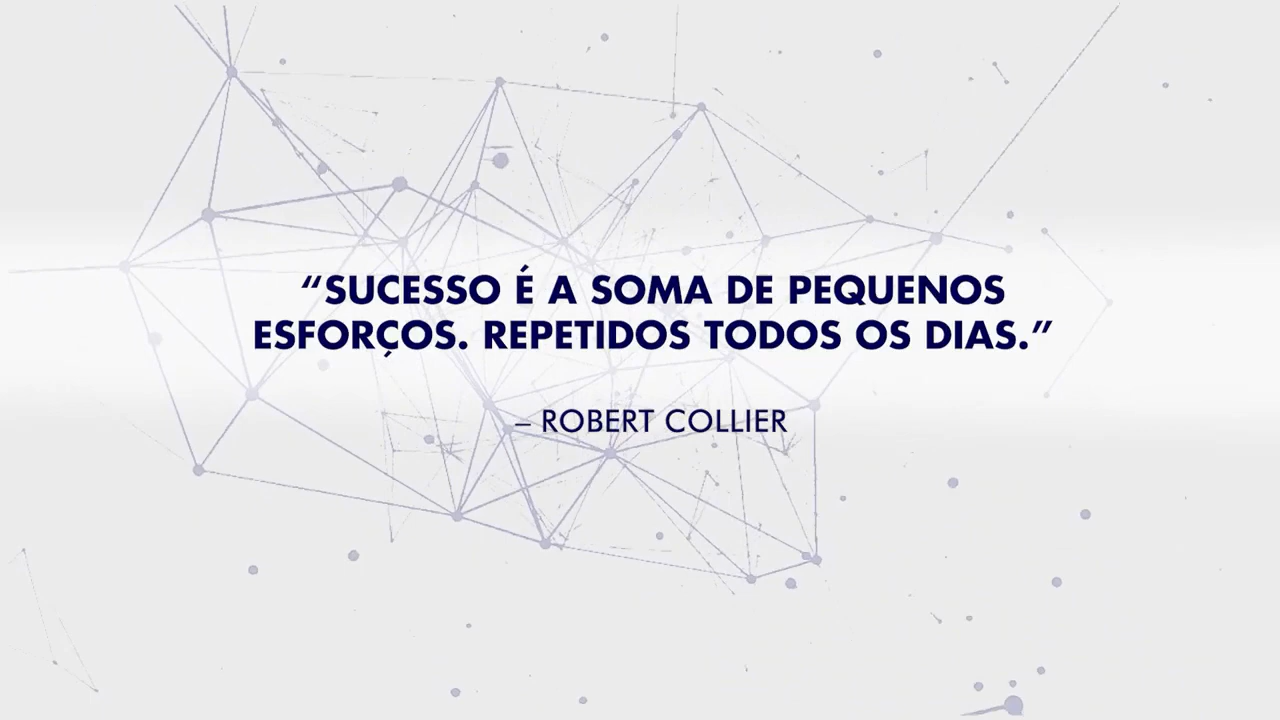 “SUCESSO É A SOMA DE PEQUENOS
ESFORÇOS. REPETIDOS TODOS OS DIAS.”
– ROBERT COLLIER